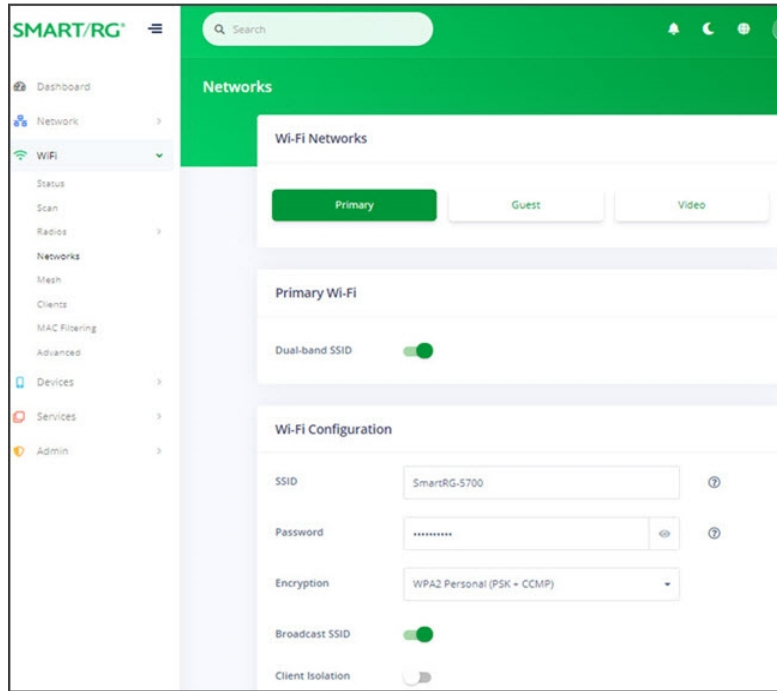 SMART/RG®
Search
Dashboard
Network
WiFi
Status
Scan
Radios
Networks
Mesh
Clients
MAC Filtering
Advanced
Devices
Services
Admin
Networks
Wi-Fi Networks
Primary Guest Video
Primary Wi-Fi
Dual-band SSID
Wi-Fi Configuration
SSID SmartRG-5700
Password ••••••••••
Encryption WPA2 Personal (PSK + CCMP)
Broadcast SSID
Client Isolation